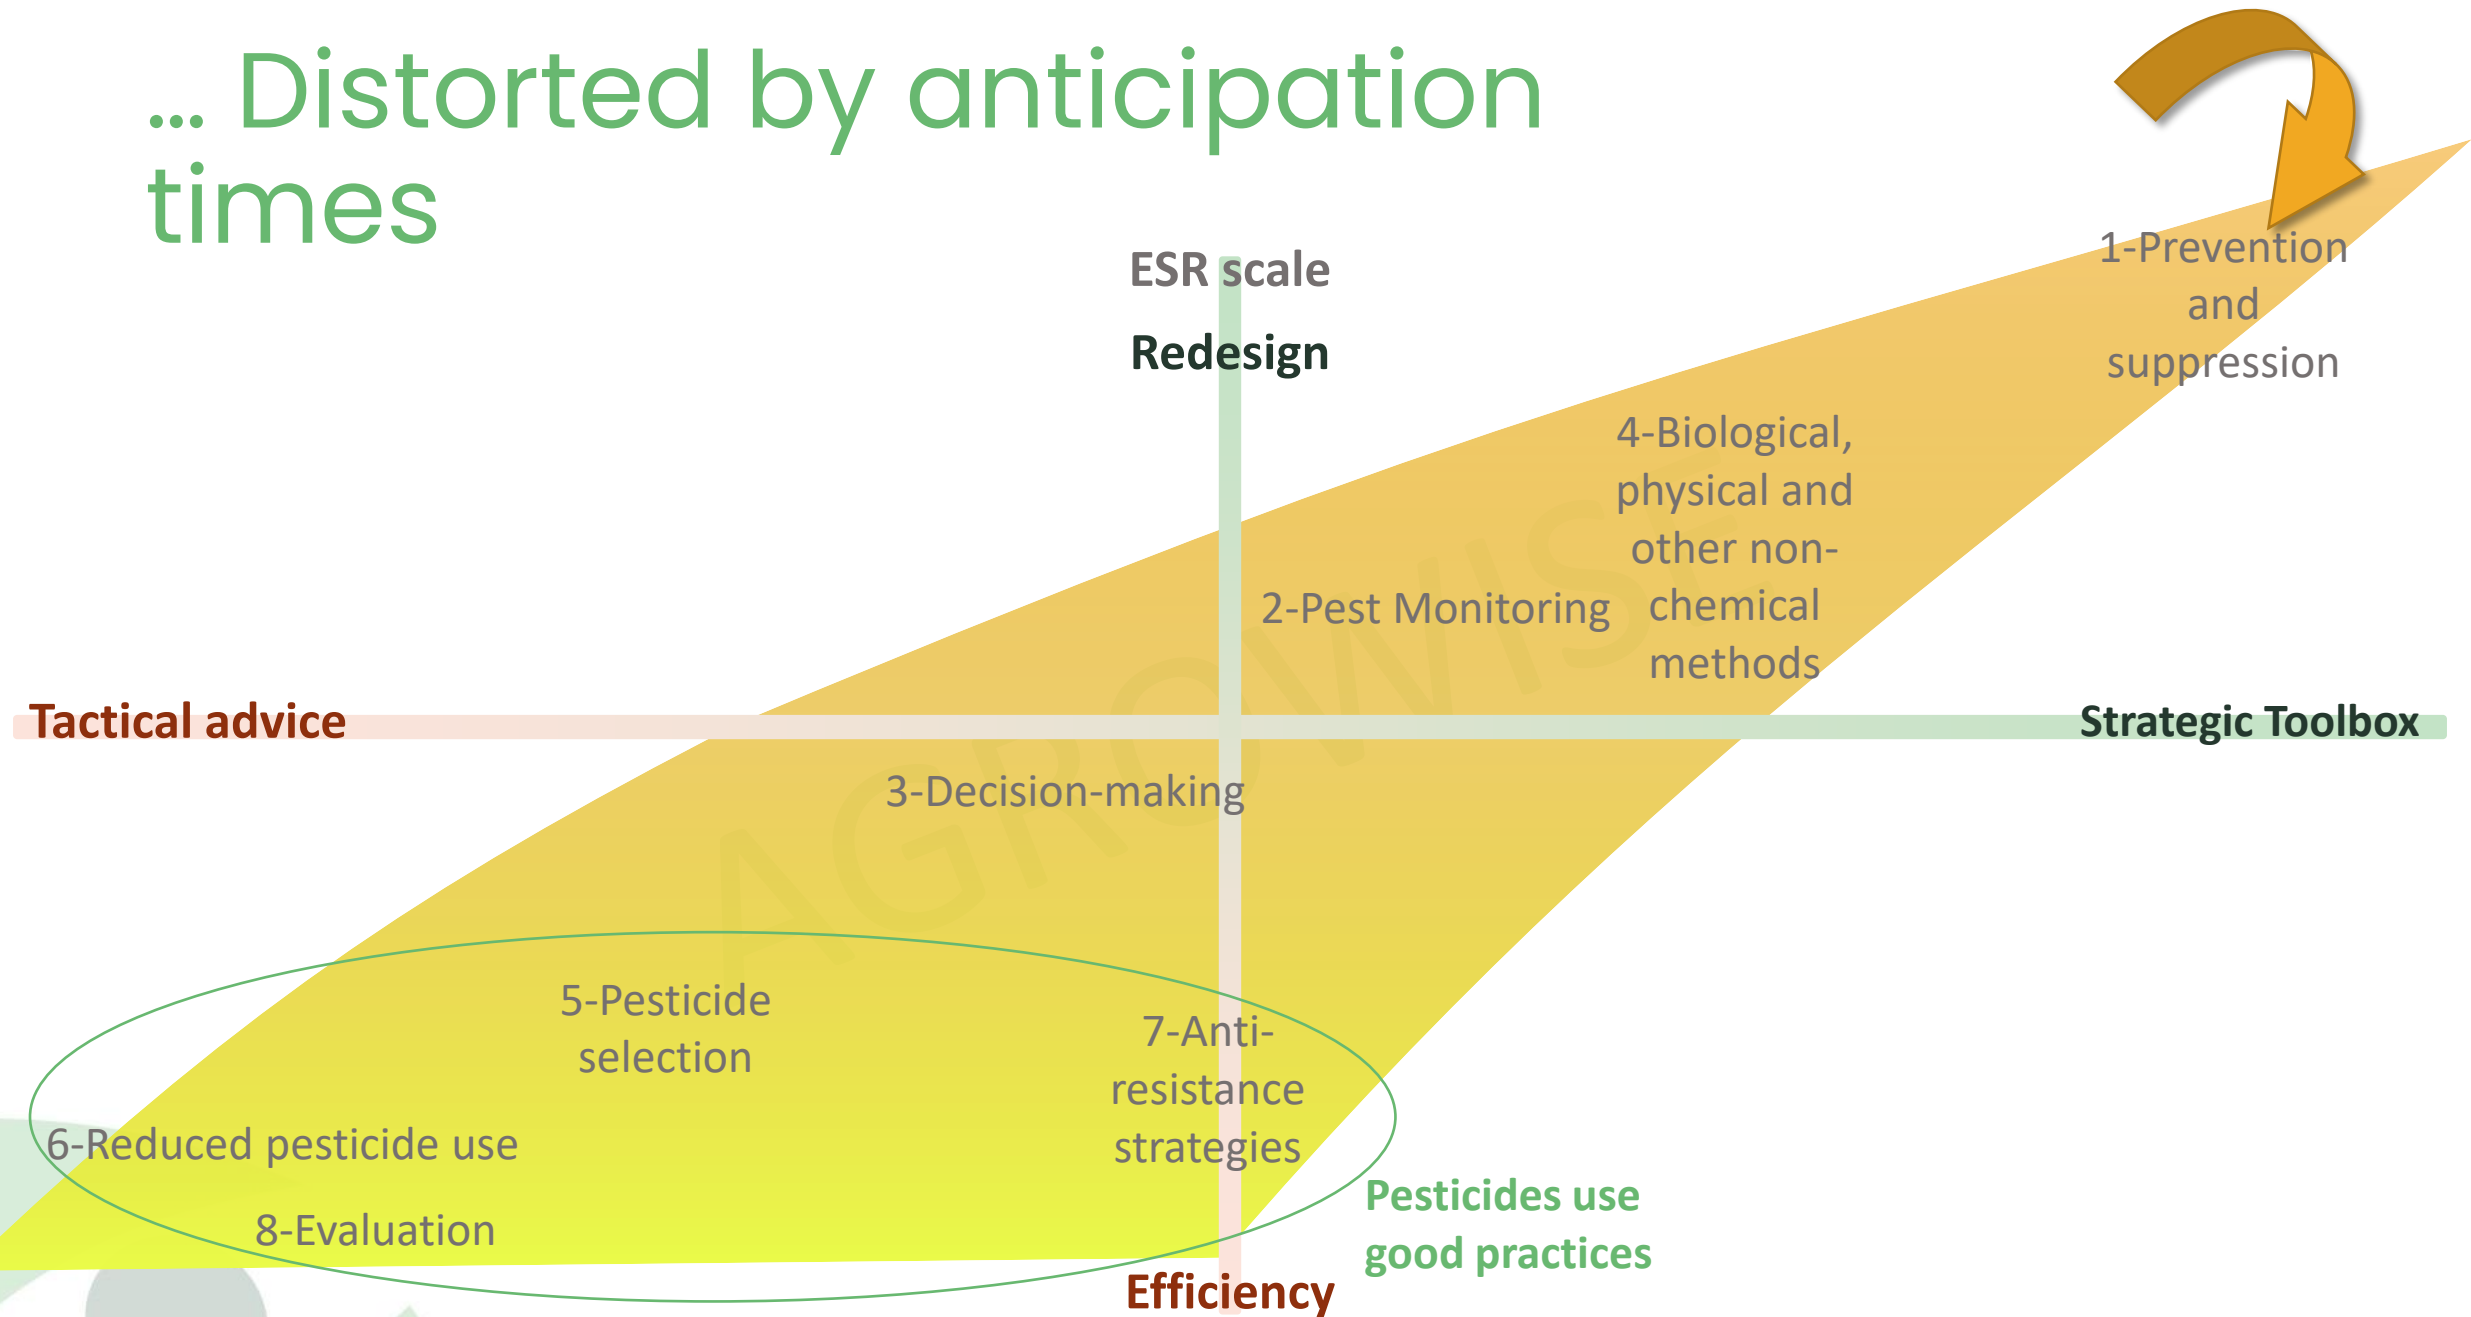 ... Distorted by anticipation
times
ESR scale
Redesign
1-Prevention
and
suppression
4-Biological,
physical and
other non-
chemical
methods
2-Pest Monitoring
Tactical advice
Strategic Toolbox
3-Decision-making
5-Pesticide
selection
7-Anti-
resistance
strategies
6-Reduced pesticide use
8-Evaluation
Pesticides use
good practices
Efficiency
AGROWISE